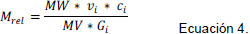 M_rel = (MW * v_i * c_i) / (MV * G_i) Ecuación 4.